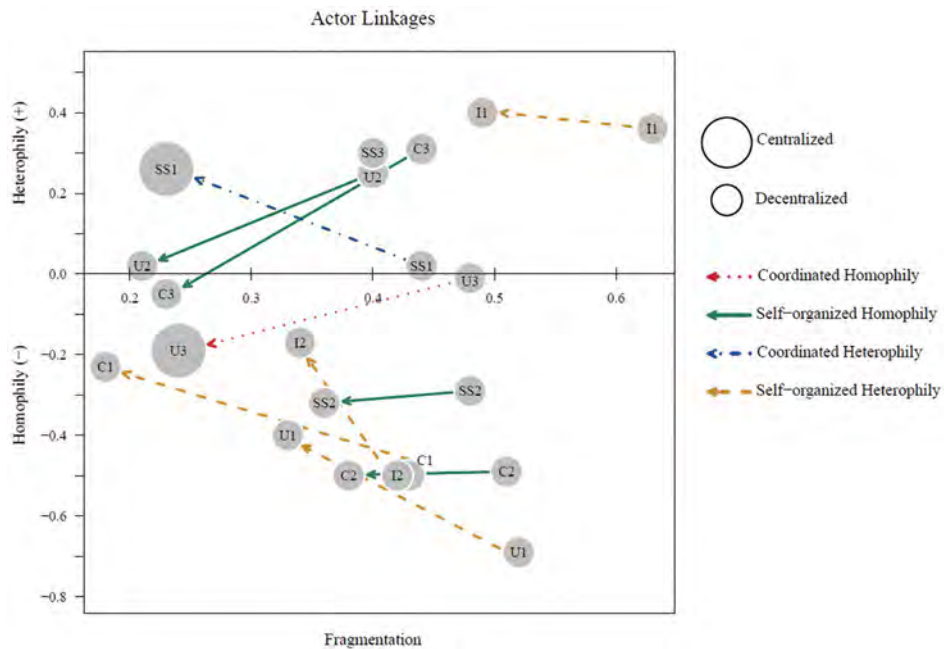 Actor Linkages
Heterophily (+)
Homophily (−)
0.4
0.2
0.0
−0.2
−0.4
−0.6
−0.8
0.2
0.3
0.4
0.5
0.6
Fragmentation
I1
I1
SS3
C3
U2
SS1
U2
SS1
C3
U3
U3
I2
C1
SS2
SS2
U1
C1
C2
I2
C2
U1
Centralized
Decentralized
Coordinated Homophily
Self−organized Homophily
Coordinated Heterophily
Self−organized Heterophily